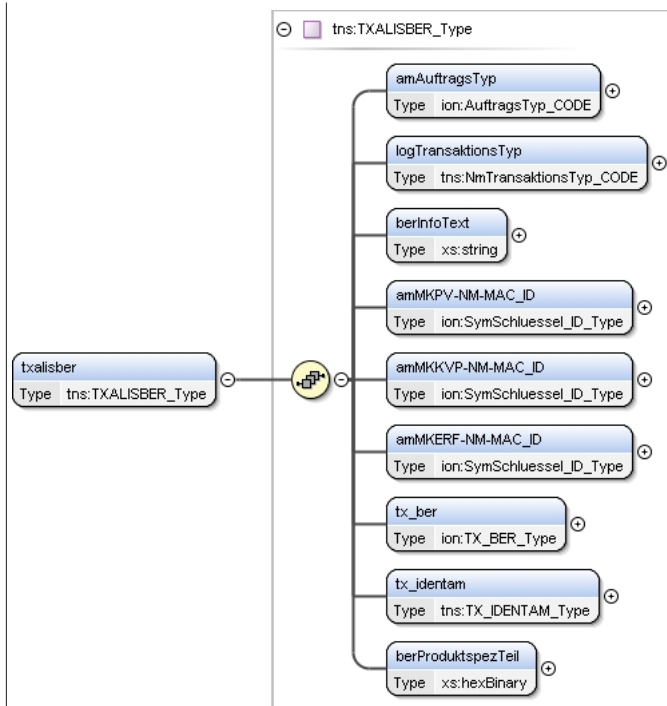 tns:TXALISBER_Type
amAuftragsTyp
Type ion:AuftragsTyp_CODE
logTransaktionsTyp
Type tns:NmTransaktionsTyp_CODE
berInfoText
Type xs:string
amMKPV-NM-MAC_ID
Type ion:SymSchluessel_ID_Type
txalisber
Type tns:TXALISBER_Type
amMKKVP-NM-MAC_ID
Type ion:SymSchluessel_ID_Type
amMKERF-NM-MAC_ID
Type ion:SymSchluessel_ID_Type
tx_ber
Type ion:TX_BER_Type
tx_identam
Type tns:TX_IDENTAM_Type
berProduktspezTeil
Type xs:hexBinary